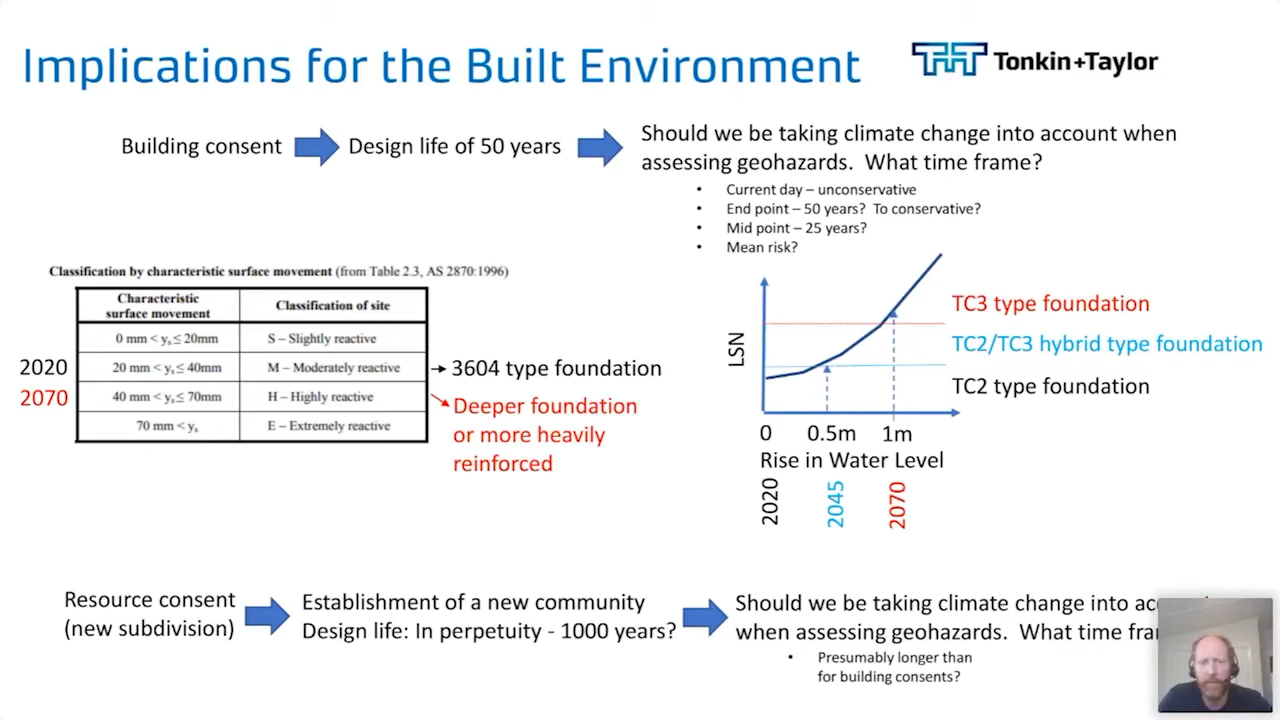 Implications for the Built Environment
Tonkin+Taylor
Building consent
Design life of 50 years
Should we be taking climate change into account when
assessing geohazards. What time frame?
• Current day – unconservative
• End point – 50 years? To conservative?
• Mid point – 25 years?
• Mean risk?
Classification by characteristic surface movement (from Table 2.3, AS 2870:1996)
Characteristic
surface movement
Classification of site
0 mm < yₛ ≤ 20mm
S – Slightly reactive
2020
20 mm < yₛ ≤ 40mm
M – Moderately reactive
3604 type foundation
2070
40 mm < yₛ ≤ 70mm
H – Highly reactive
Deeper foundation
or more heavily
reinforced
70 mm < yₛ
E – Extremely reactive
LSN
TC3 type foundation
TC2/TC3 hybrid type foundation
TC2 type foundation
0 0.5m 1m
Rise in Water Level
2020
2045
2070
Resource consent
(new subdivision)
Establishment of a new community
Design life: In perpetuity - 1000 years?
Should we be taking climate change into
when assessing geohazards. What time
• Presumably longer than
for building consents?